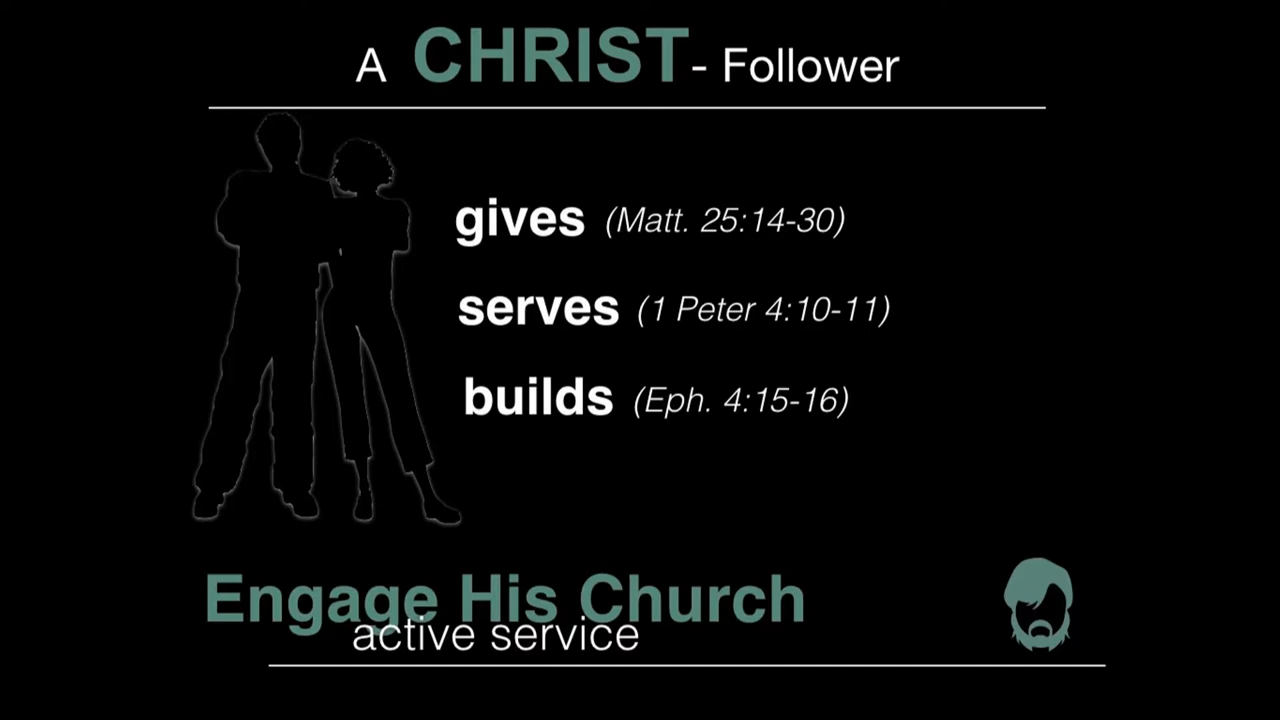 A CHRIST - Follower
gives (Matt. 25:14-30)
serves (1 Peter 4:10-11)
builds (Eph. 4:15-16)
Engage His Church
active service